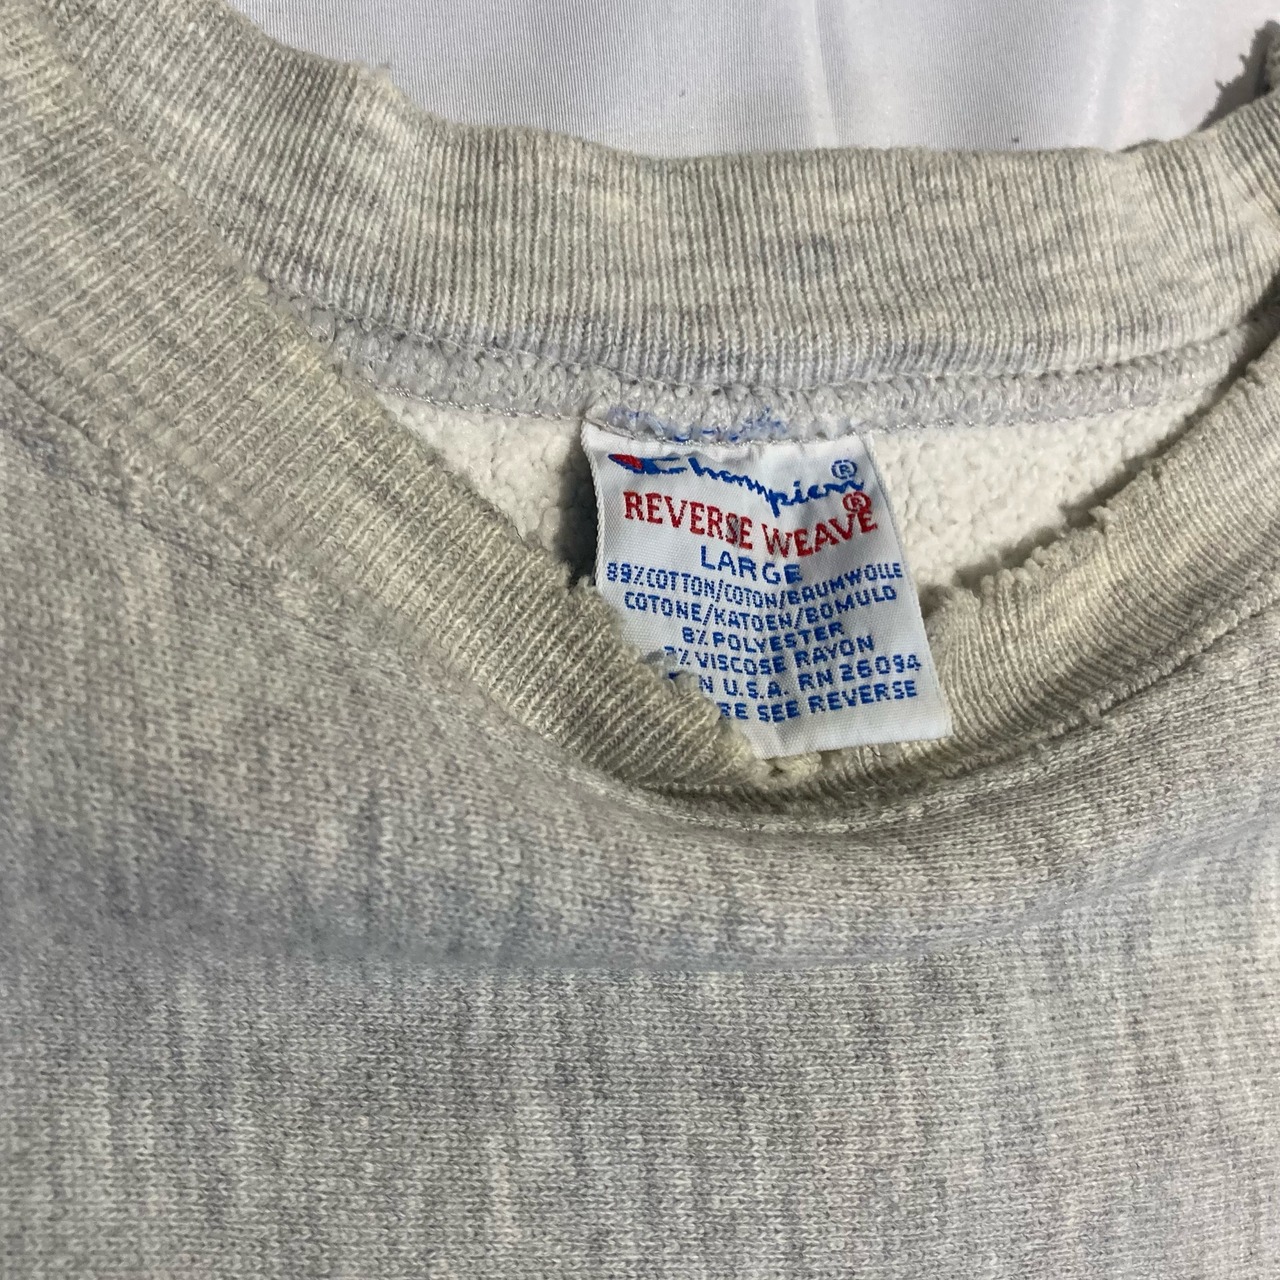 Champion®
REVERSE WEAVE®
LARGE
89%COTTON/COTON/BAUMWOLLE
COTONE/KATOEN/BOMULD
8%POLYESTER
% VISCOSE RAYON
N U.S.A. RN 26094
SEE REVERSE